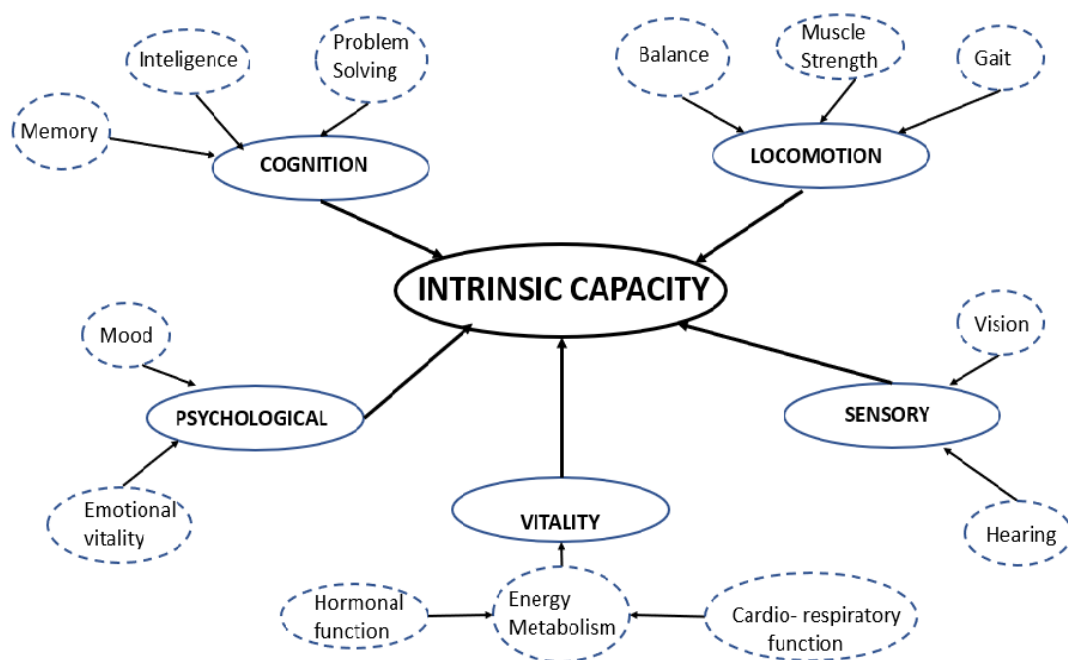 Problem
Solving
Inteligence
Memory
COGNITION
Muscle
Strength
Balance
Gait
LOCOMOTION
INTRINSIC CAPACITY
Mood
PSYCHOLOGICAL
Emotional
vitality
Vision
SENSORY
Hearing
VITALITY
Hormonal
function
Energy
Metabolism
Cardio- respiratory
function